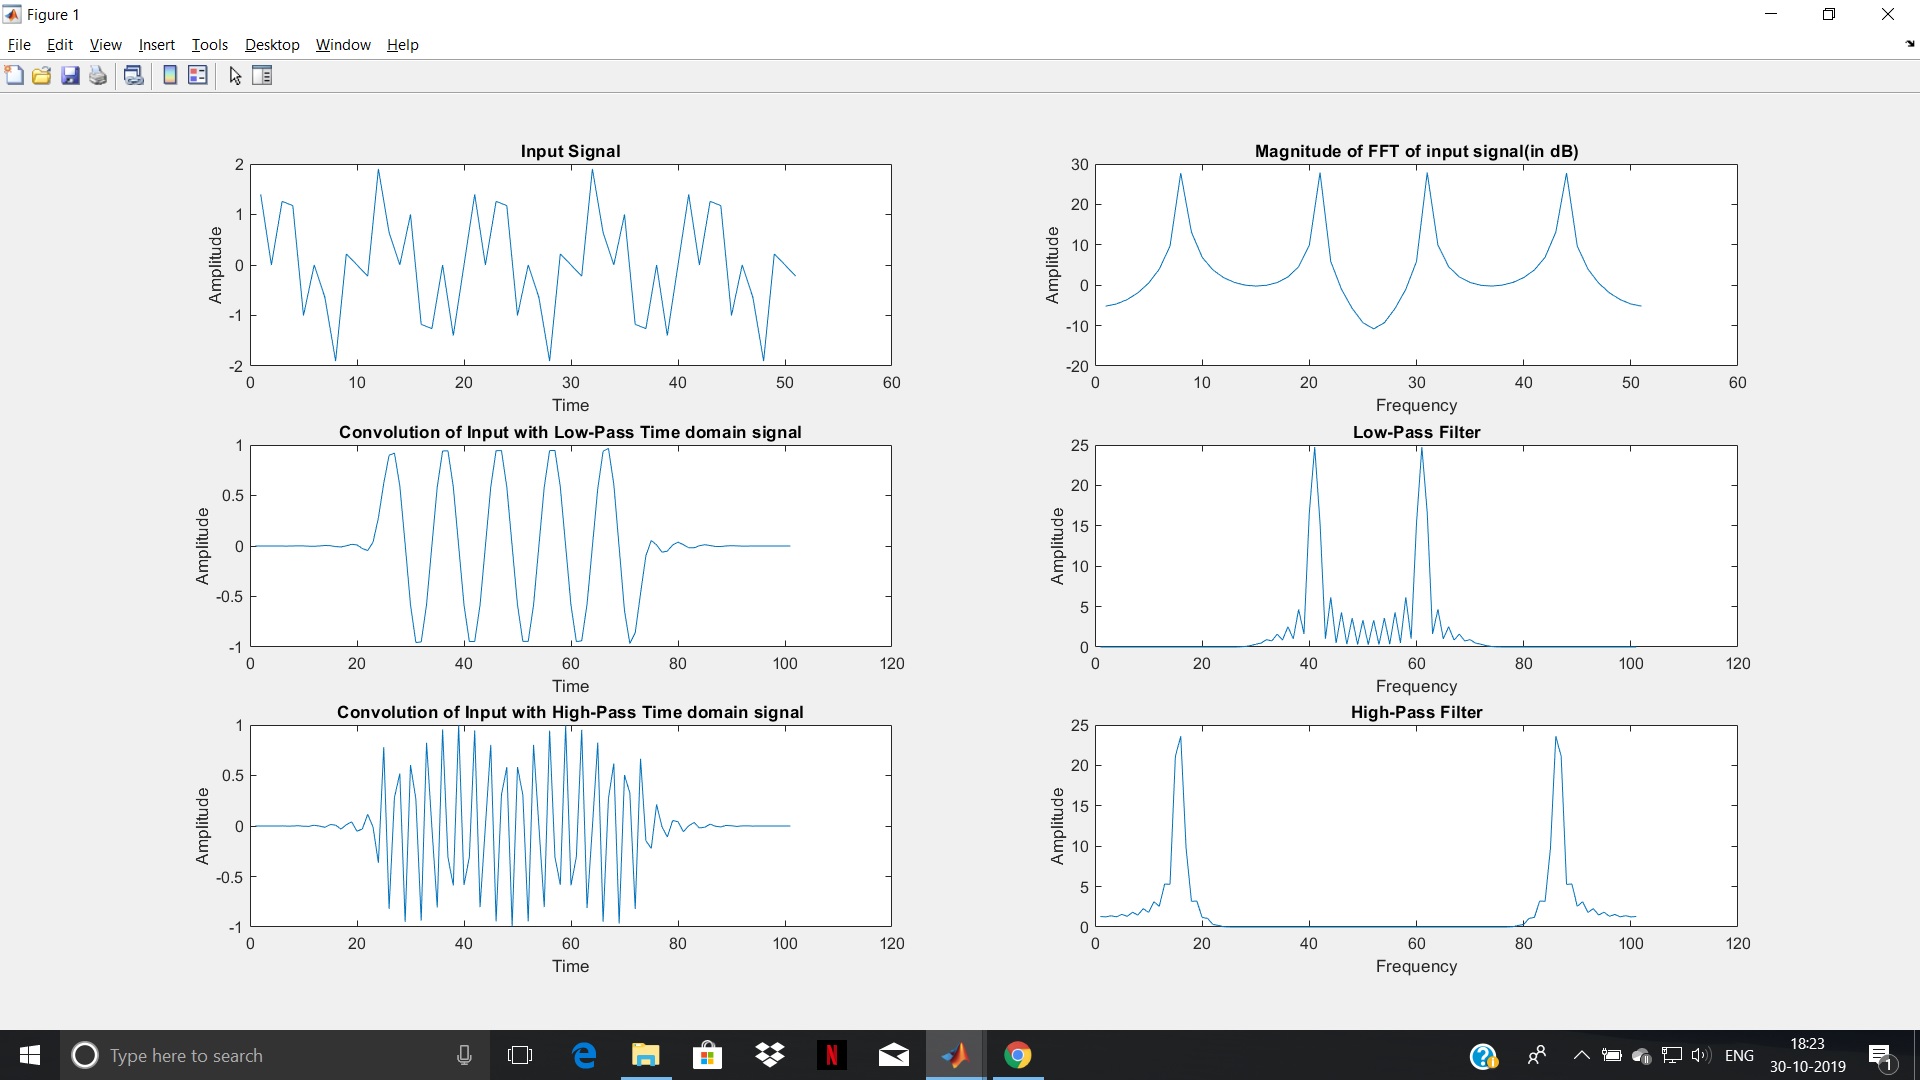 Figure 1
File Edit View Insert Tools Desktop Window Help
Input Signal
Amplitude
2
1
0
-1
-2
0 10 20 30 40 50 60
Time
Magnitude of FFT of input signal(in dB)
Amplitude
30
20
10
0
-10
-20
0 10 20 30 40 50 60
Frequency
Convolution of Input with Low-Pass Time domain signal
Amplitude
1
0.5
0
-0.5
-1
0 20 40 60 80 100 120
Time
Low-Pass Filter
Amplitude
25
20
15
10
5
0
0 20 40 60 80 100 120
Frequency
Convolution of Input with High-Pass Time domain signal
Amplitude
1
0.5
0
-0.5
-1
0 20 40 60 80 100 120
Time
High-Pass Filter
Amplitude
25
20
15
10
5
0
0 20 40 60 80 100 120
Frequency
Type here to search
N
ENG
18:23
30-10-2019
1